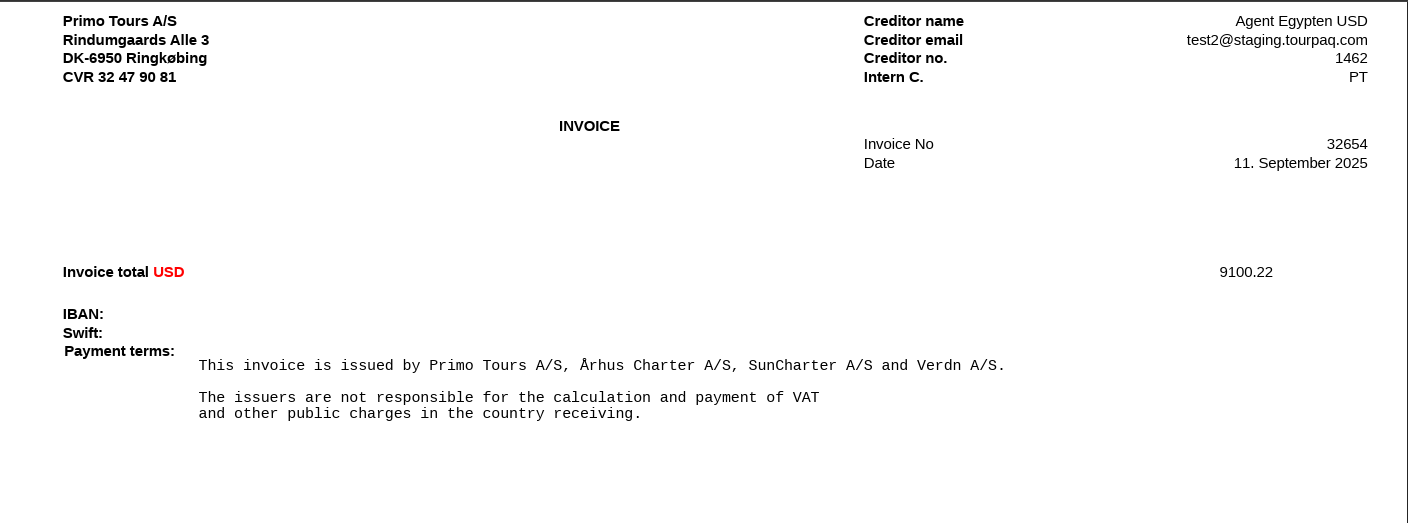 Primo Tours A/S
Rindumgaards Alle 3
DK-6950 Ringkøbing
CVR 32 47 90 81
Creditor name Agent Egypten USD
Creditor email test2@staging.tourpaq.com
Creditor no. 1462
Intern C. PT
INVOICE
Invoice No 32654
Date 11. September 2025
Invoice total USD 9100.22
IBAN:
Swift:
Payment terms:
This invoice is issued by Primo Tours A/S, Århus Charter A/S, SunCharter A/S and Verdn A/S.
The issuers are not responsible for the calculation and payment of VAT
and other public charges in the country receiving.